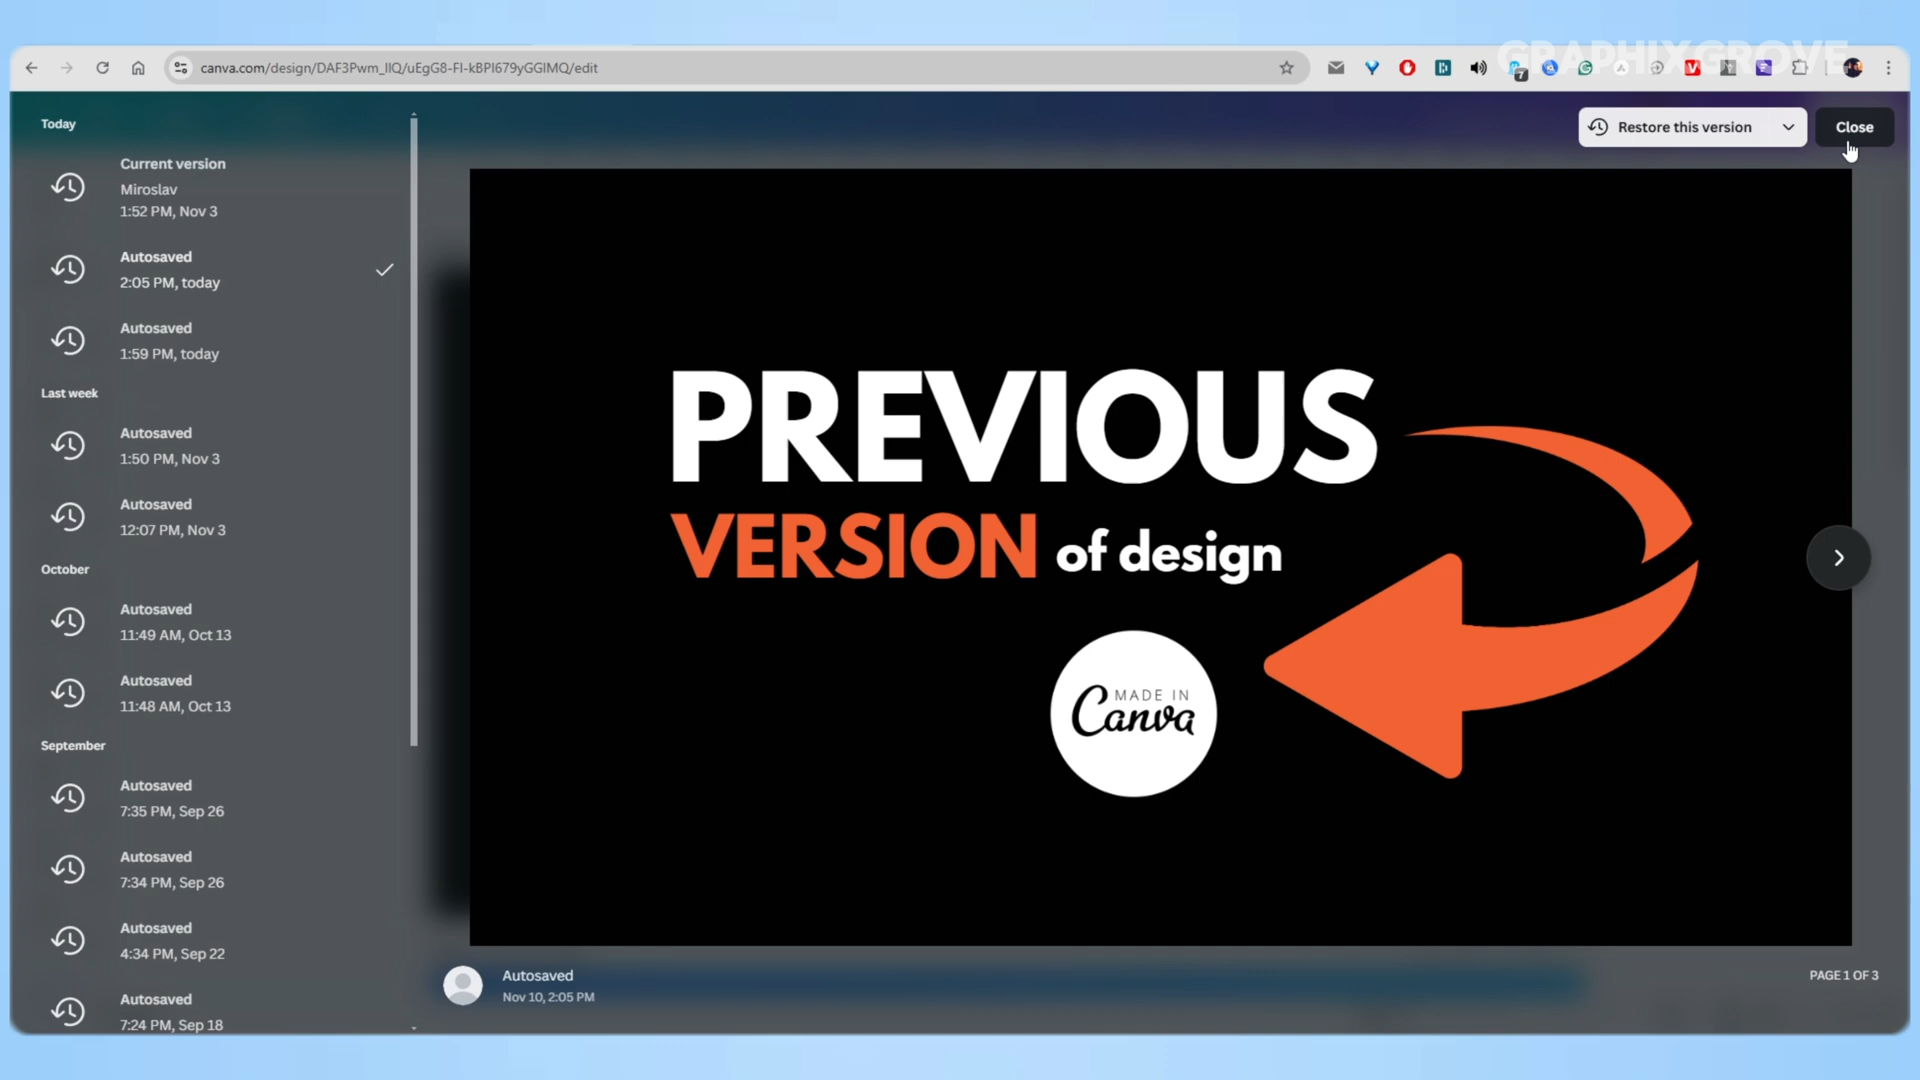 GRAPHIXGROVE
canva.com/design/DAF3Pwm_lIQ/uEgG8-FI-kBPI679yGGIMQ/edit
7
Today
Restore this version
Close
Current version
Miroslav
1:52 PM, Nov 3
Autosaved
2:05 PM, today
Autosaved
1:59 PM, today
Last week
Autosaved
1:50 PM, Nov 3
Autosaved
12:07 PM, Nov 3
October
Autosaved
11:49 AM, Oct 13
Autosaved
11:48 AM, Oct 13
September
Autosaved
7:35 PM, Sep 26
Autosaved
7:34 PM, Sep 26
Autosaved
4:34 PM, Sep 22
Autosaved
7:24 PM, Sep 18
PREVIOUS
VERSION of design
MADE IN
Canva
Autosaved
Nov 10, 2:05 PM
PAGE 1 OF 3